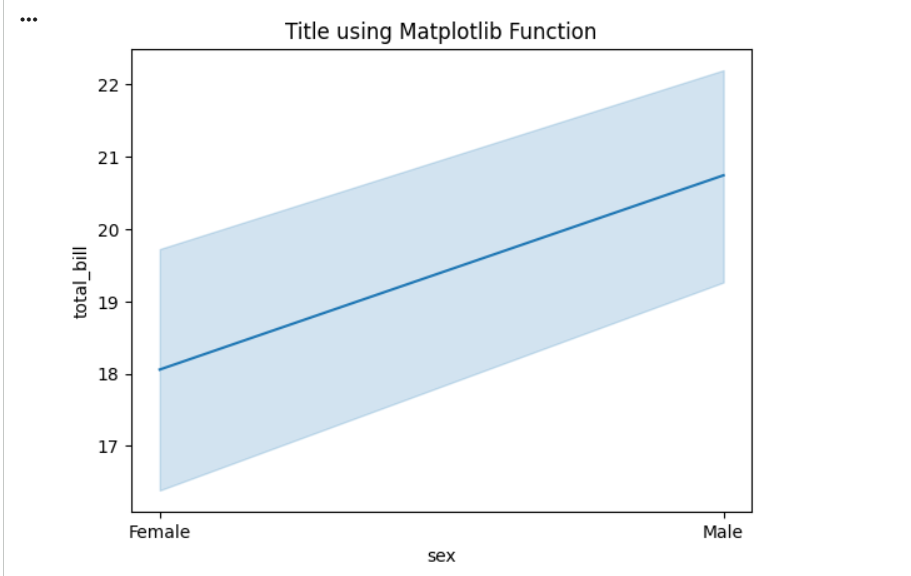 ...
Title using Matplotlib Function
22
21
20
19
18
17
total_bill
Female
Male
sex